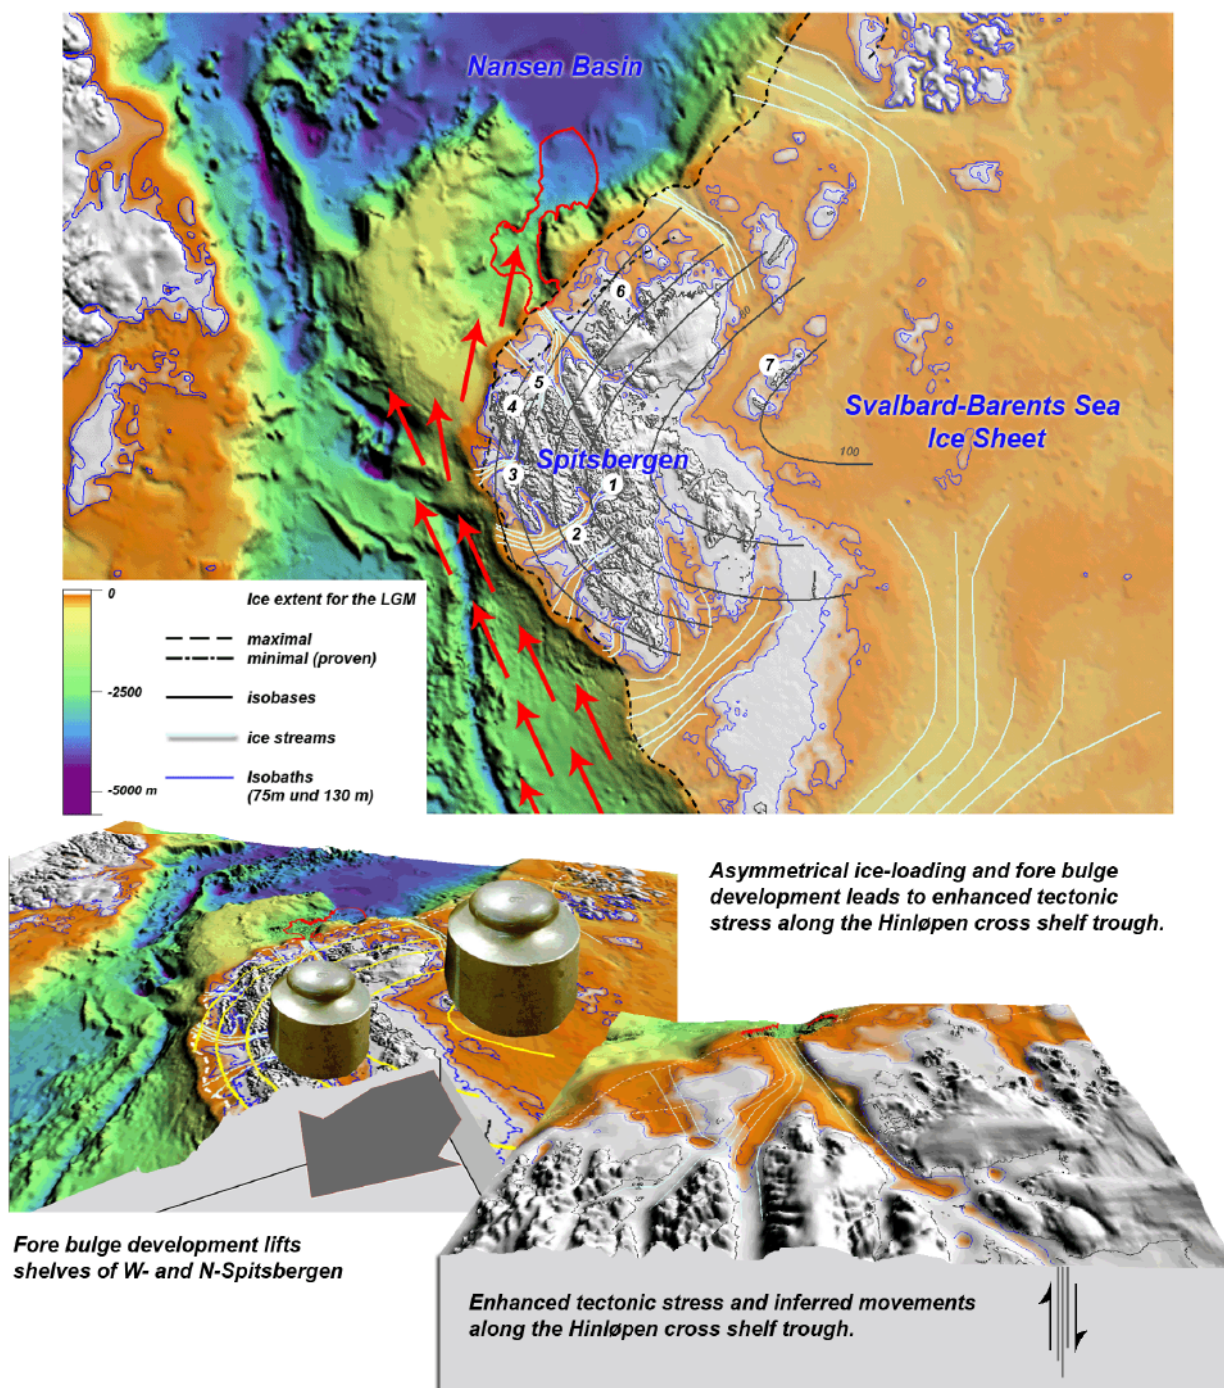 Nansen Basin
6
60
7
5
4
Svalbard-Barents Sea
Ice Sheet
Spitsbergen
100
3
1
2
0
Ice extent for the LGM
maximal
minimal (proven)
-2500
isobases
ice streams
Isobaths
-5000 m
(75m und 130 m)
Asymmetrical ice-loading and fore bulge
development leads to enhanced tectonic
stress along the Hinløpen cross shelf trough.
Fore bulge development lifts
shelves of W- and N-Spitsbergen
Enhanced tectonic stress and inferred movements
along the Hinløpen cross shelf trough.